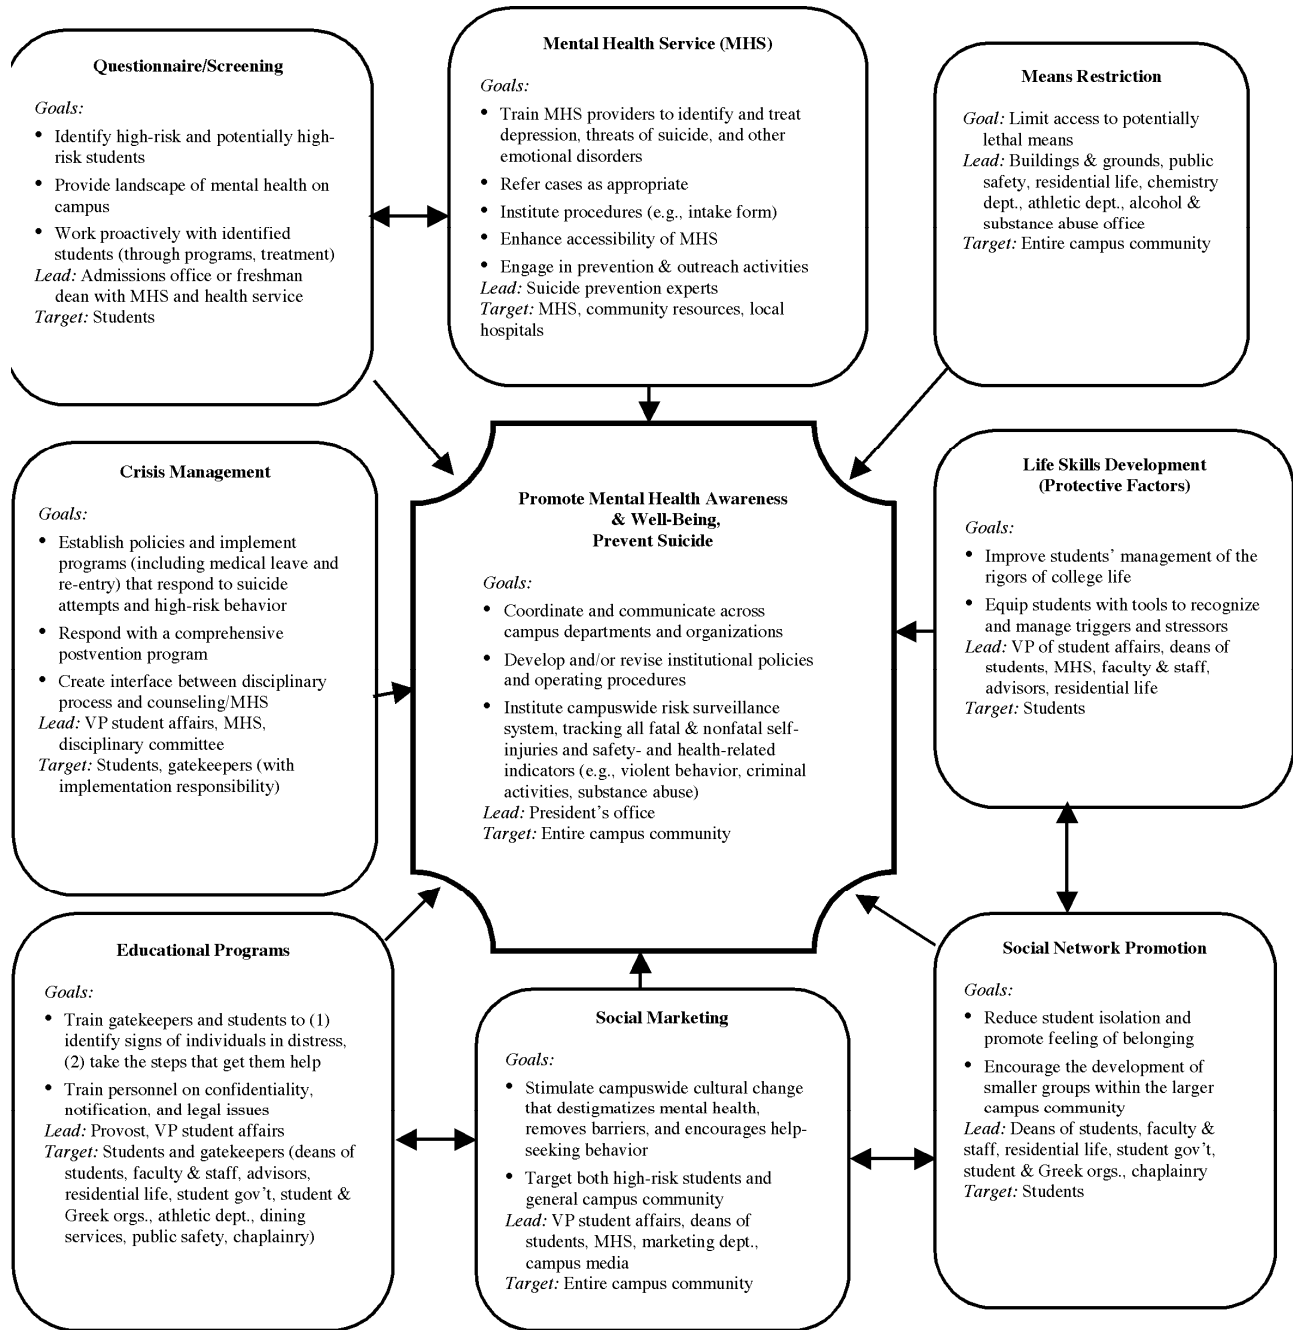 Questionnaire/Screening
Goals:
• Identify high-risk and potentially high-
risk students
• Provide landscape of mental health on
campus
• Work proactively with identified
students (through programs, treatment)
Lead: Admissions office or freshman
dean with MHS and health service
Target: Students
Mental Health Service (MHS)
Goals:
• Train MHS providers to identify and treat
depression, threats of suicide, and other
emotional disorders
• Refer cases as appropriate
• Institute procedures (e.g., intake form)
• Enhance accessibility of MHS
• Engage in prevention & outreach activities
Lead: Suicide prevention experts
Target: MHS, community resources, local
hospitals
Means Restriction
Goal: Limit access to potentially
lethal means
Lead: Buildings & grounds, public
safety, residential life, chemistry
dept., athletic dept., alcohol &
substance abuse office
Target: Entire campus community
Crisis Management
Goals:
• Establish policies and implement
programs (including medical leave and
re-entry) that respond to suicide
attempts and high-risk behavior
• Respond with a comprehensive
postvention program
• Create interface between disciplinary
process and counseling/MHS
Lead: VP student affairs, MHS,
disciplinary committee
Target: Students, gatekeepers (with
implementation responsibility)
Promote Mental Health Awareness
& Well-Being,
Prevent Suicide
Goals:
• Coordinate and communicate across
campus departments and organizations
• Develop and/or revise institutional policies
and operating procedures
• Institute campuswide risk surveillance
system, tracking all fatal & nonfatal self-
injuries and safety- and health-related
indicators (e.g., violent behavior, criminal
activities, substance abuse)
Lead: President’s office
Target: Entire campus community
Life Skills Development
(Protective Factors)
Goals:
• Improve students’ management of the
rigors of college life
• Equip students with tools to recognize
and manage triggers and stressors
Lead: VP of student affairs, deans of
students, MHS, faculty & staff,
advisors, residential life
Target: Students
Educational Programs
Goals:
• Train gatekeepers and students to (1)
identify signs of individuals in distress,
(2) take the steps that get them help
• Train personnel on confidentiality,
notification, and legal issues
Lead: Provost, VP student affairs
Target: Students and gatekeepers (deans of
students, faculty & staff, advisors,
residential life, student gov’t, student &
Greek orgs., athletic dept., dining
services, public safety, chaplainry)
Social Marketing
Goals:
• Stimulate campuswide cultural change
that destigmatizes mental health,
removes barriers, and encourages help-
seeking behavior
• Target both high-risk students and
general campus community
Lead: VP student affairs, deans of
students, MHS, marketing dept.,
campus media
Target: Entire campus community
Social Network Promotion
Goals:
• Reduce student isolation and
promote feeling of belonging
• Encourage the development of
smaller groups within the larger
campus community
Lead: Deans of students, faculty &
staff, residential life, student gov’t,
student & Greek orgs., chaplainry
Target: Students